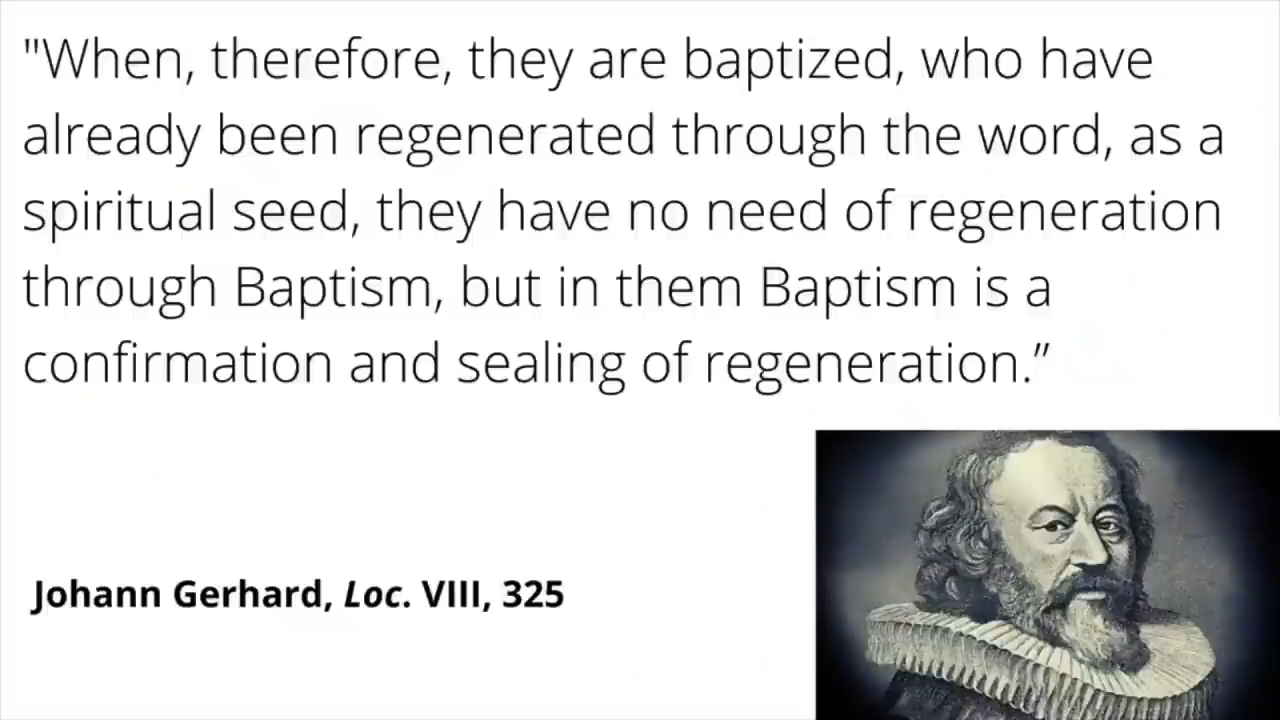 "When, therefore, they are baptized, who have
already been regenerated through the word, as a
spiritual seed, they have no need of regeneration
through Baptism, but in them Baptism is a
confirmation and sealing of regeneration.”
Johann Gerhard, Loc. VIII, 325